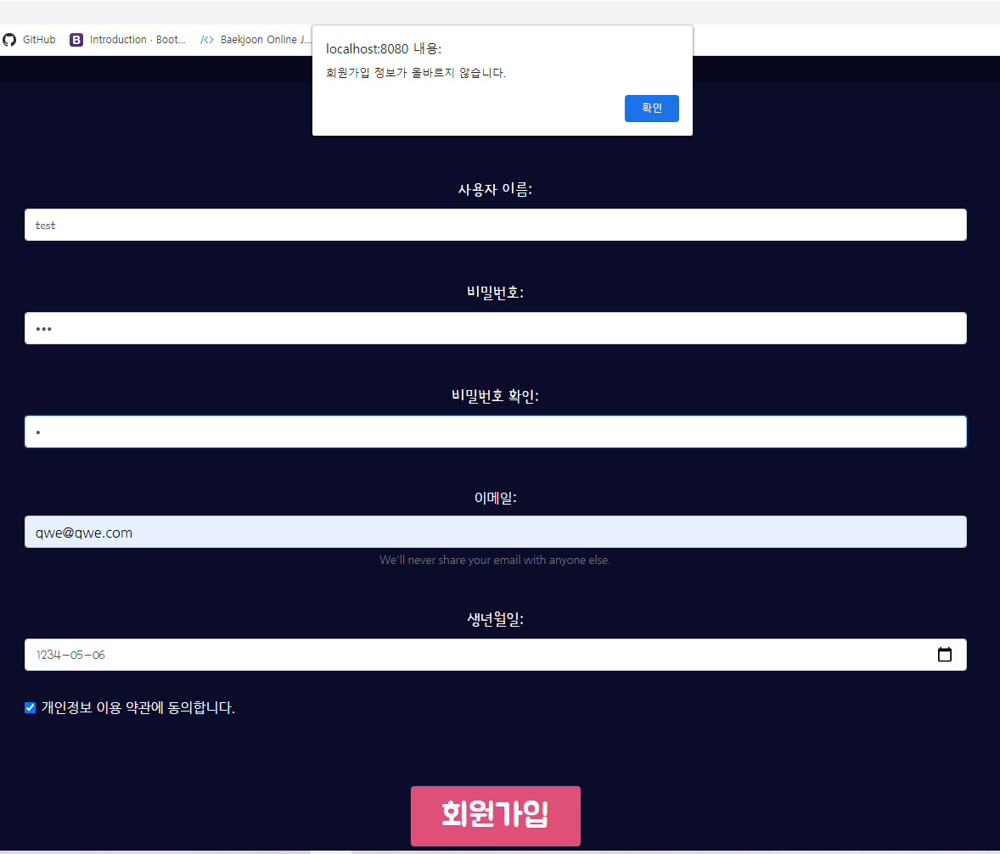 GitHub
B Introduction · Boot...
/<> Baekjoon Online J...
localhost:8080 내용:
회원가입 정보가 올바르지 않습니다.
확인
사용자 이름:
test
비밀번호:
•••
비밀번호 확인:
•
이메일:
qwe@qwe.com
We'll never share your email with anyone else.
생년월일:
1234-05-06
개인정보 이용 약관에 동의합니다.
회원가입